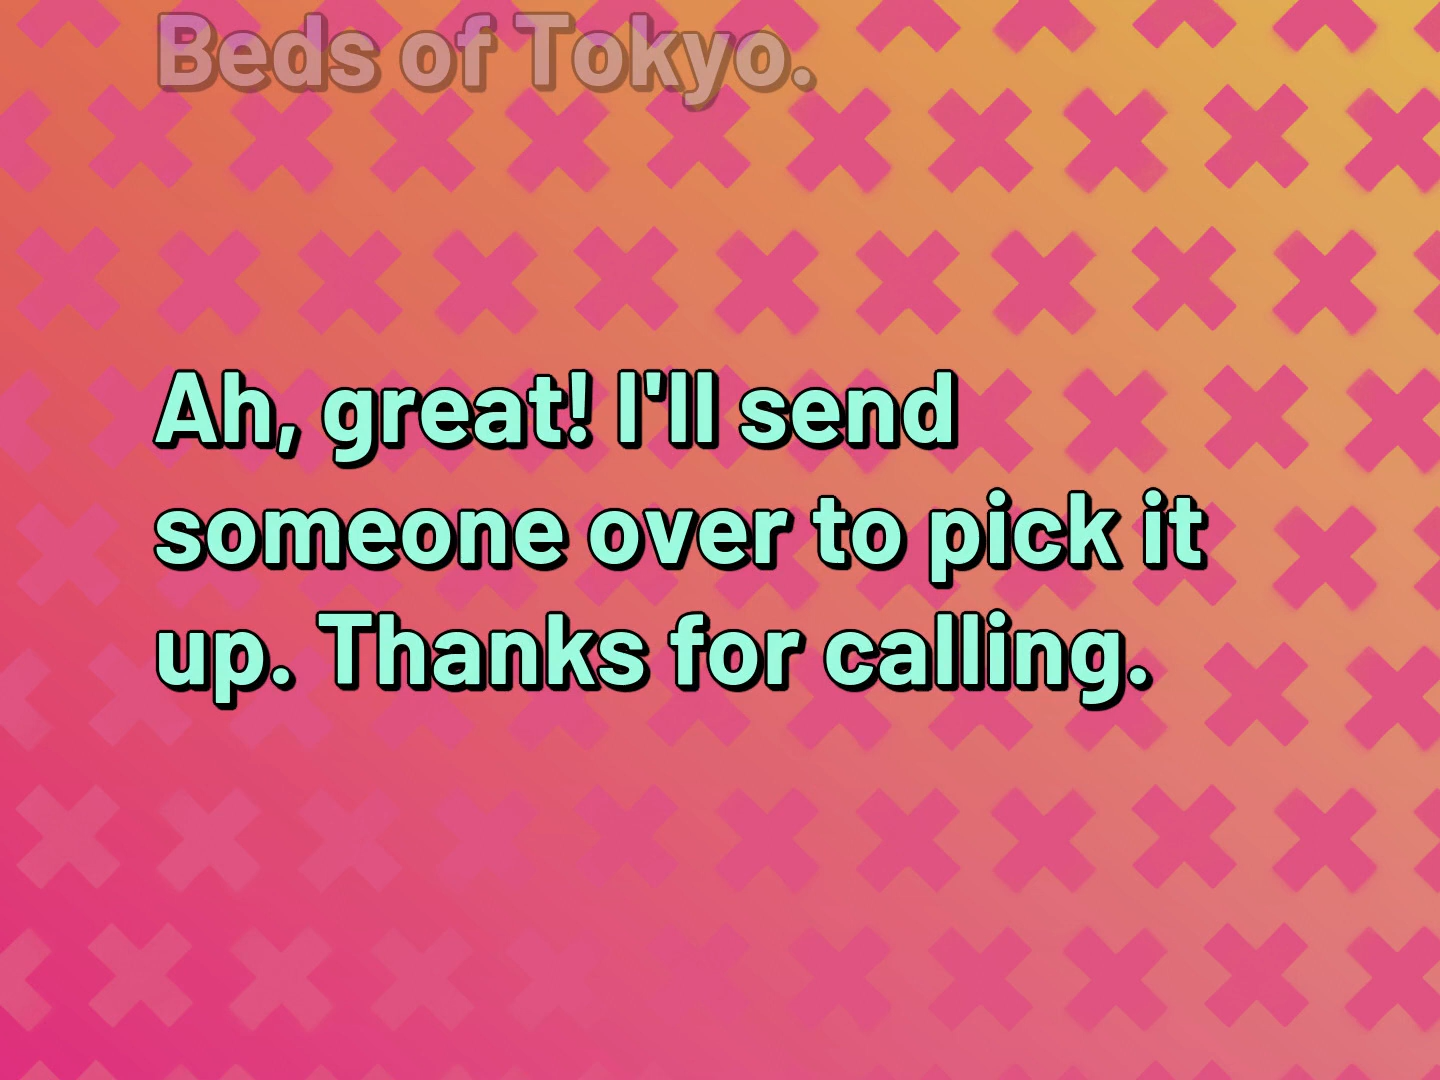 Beds of Tokyo.
Ah, great! I'll send
someone over to pick it
up. Thanks for calling.